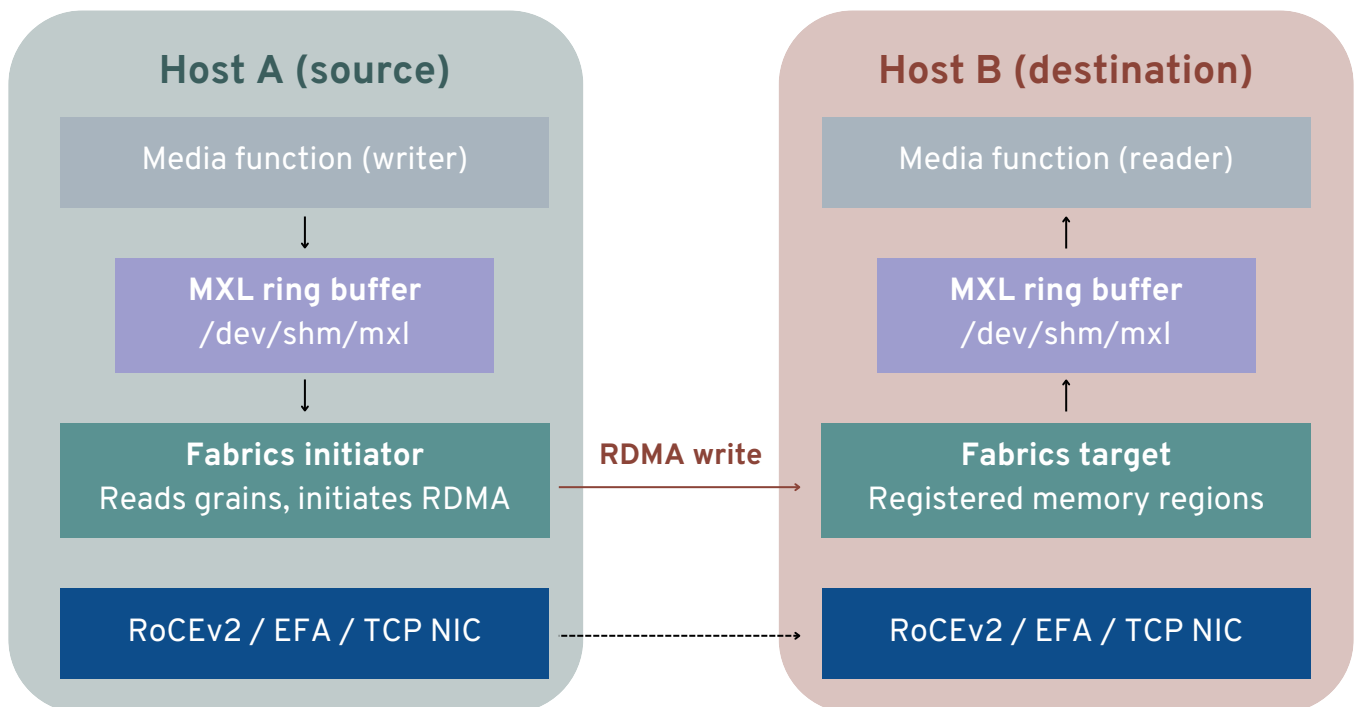 Host A (source)
Media function (writer)
MXL ring buffer
/dev/shm/mxl
Fabrics initiator
Reads grains, initiates RDMA
RoCEv2 / EFA / TCP NIC
RDMA write
Host B (destination)
Media function (reader)
MXL ring buffer
/dev/shm/mxl
Fabrics target
Registered memory regions
RoCEv2 / EFA / TCP NIC